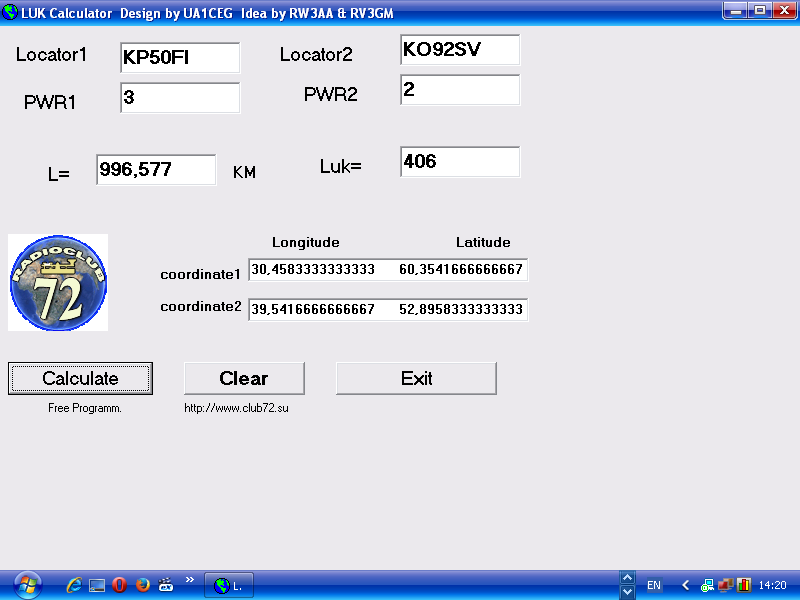 LUK Calculator Design by UA1CEG Idea by RW3AA & RV3GM
Locator1 KP50FI Locator2 KO92SV
PWR1 3 PWR2 2
L= 996,577 KM Luk= 406
Longitude Latitude
RADIOCLUB
72
coordinate1 30,4583333333333 60,3541666666667
coordinate2 39,5416666666667 52,8958333333333
Calculate Clear Exit
Free Programm. http://www.club72.su
» L. EN 14:20